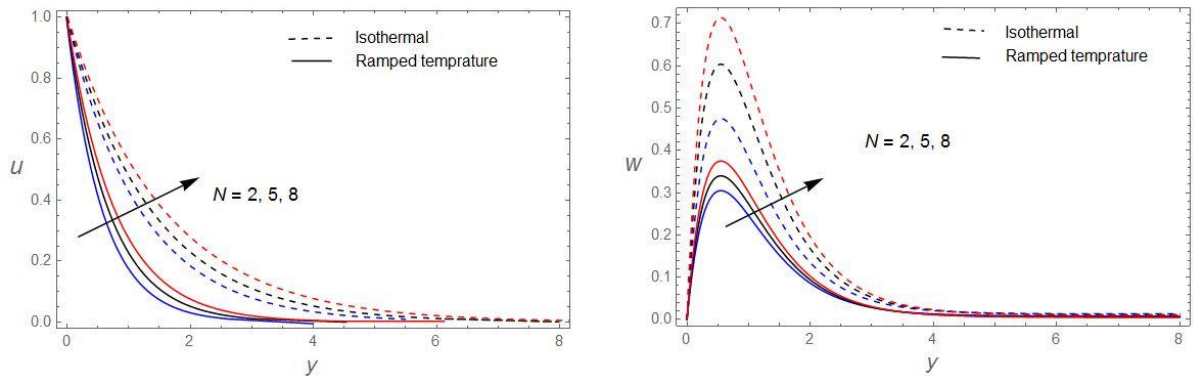 Isothermal
Ramped temprature
N = 2, 5, 8
u
1.0
0.8
0.6
0.4
0.2
0.0
0
2
4
6
8
y
Isothermal
Ramped temprature
N = 2, 5, 8
w
0.7
0.6
0.5
0.4
0.3
0.2
0.1
0.0
0
2
4
6
8
y